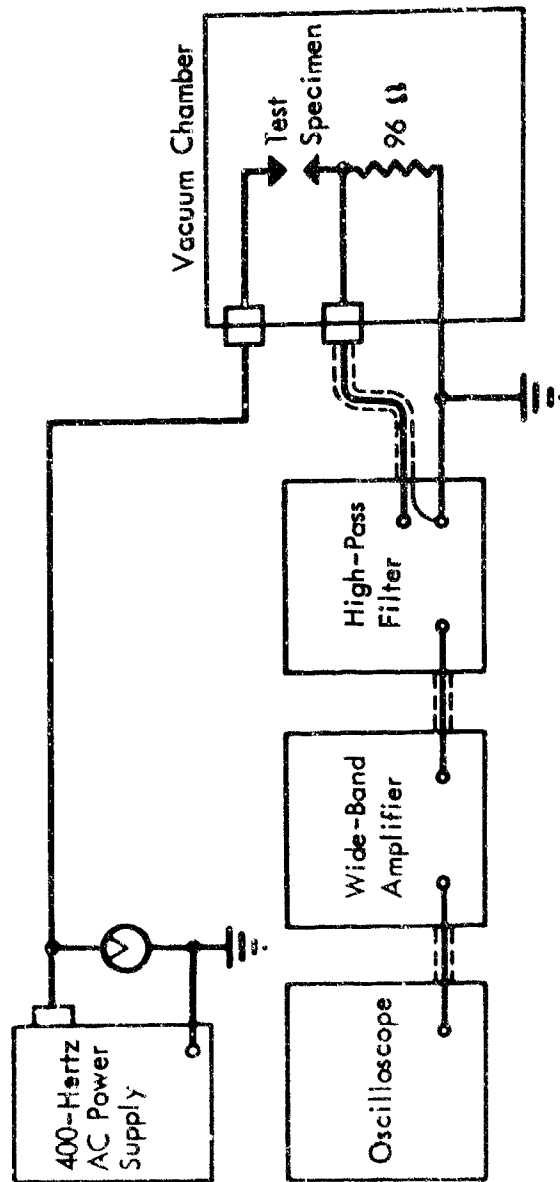 400-Hertz
AC Power
Supply
V
Vacuum Chamber
Test
Specimen
96 Ω
High-Pass
Filter
Wide-Band
Amplifier
Oscilloscope